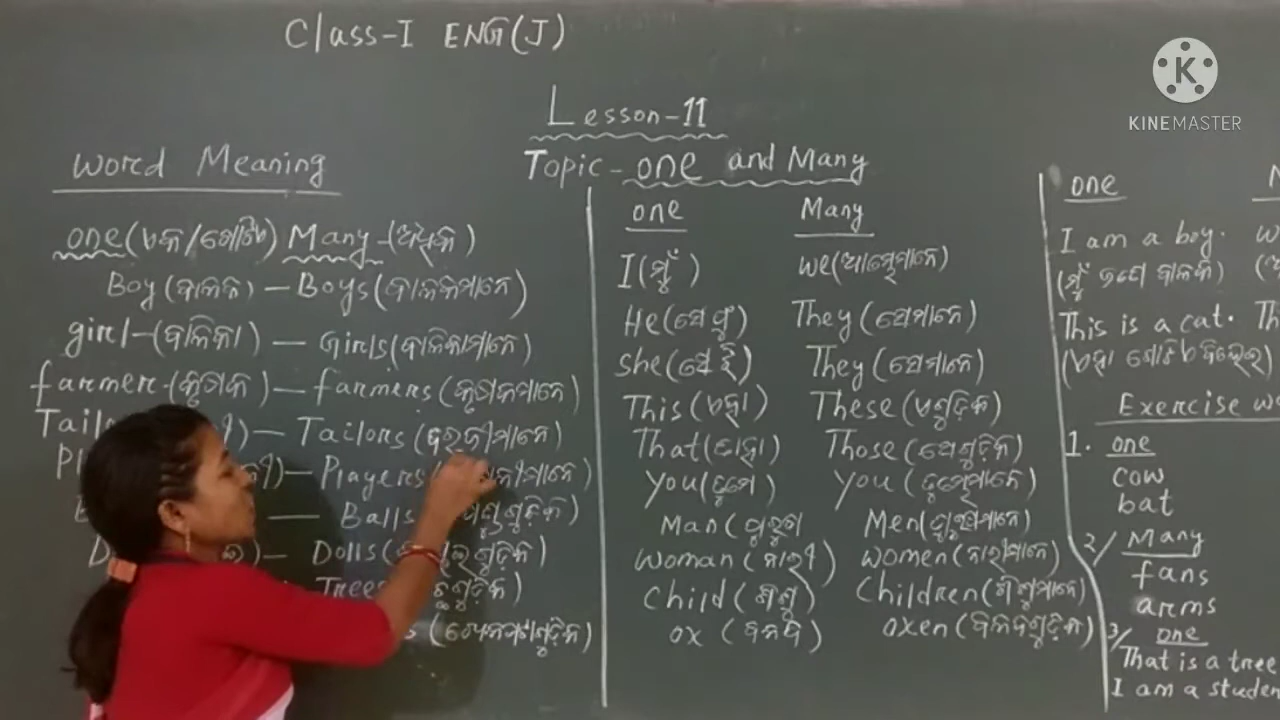 Class-I ENG(J)
KINEMASTER
Lesson-11
Topic-one and Many
word Meaning
one(ଏକ/ଗୋଟିଏ) Many-(ଅଧିକ)
Boy(ବାଳକ) - Boys(ବାଳକମାନେ)
girl-(ବାଳିକା) - Girls(ବାଳିକାମାନେ)
farmer-(କୃଷକ) - farmers(କୃଷକମାନେ)
Tailors(ଦରଜୀମାନେ)
Players
Balls
Dolls
Trees
one Many
I(ମୁଁ) we(ଆମ୍ଭେମାନେ)
He(ସେ ପୁଂ) They(ସେମାନେ)
she(ସେ ସ୍ତ୍ରୀ) They(ସେମାନେ)
This(ଏହା) These(ଏଗୁଡ଼ିକ)
That(ତାହା) Those(ସେଗୁଡ଼ିକ)
you(ତୁମେ) you(ତୁମ୍ଭେମାନେ)
Man(ପୁରୁଷ Men(ପୁରୁଷମାନେ)
woman(ନାରୀ) women(ନାରୀମାନେ)
child(ଶିଶୁ) children(ଶିଶୁମାନେ)
ox(ବଳଦ) oxen(ବଳଦଗୁଡ଼ିକ)
one
I am a boy.
(ମୁଁ ଜଣେ ବାଳକ)
This is a cat.
(ଏହା ଗୋଟିଏ ବିଲେଇ)
Exercise
1. one
cow
bat
2/ Many
fans
arms
3/ one
That is a tree
I am a studen